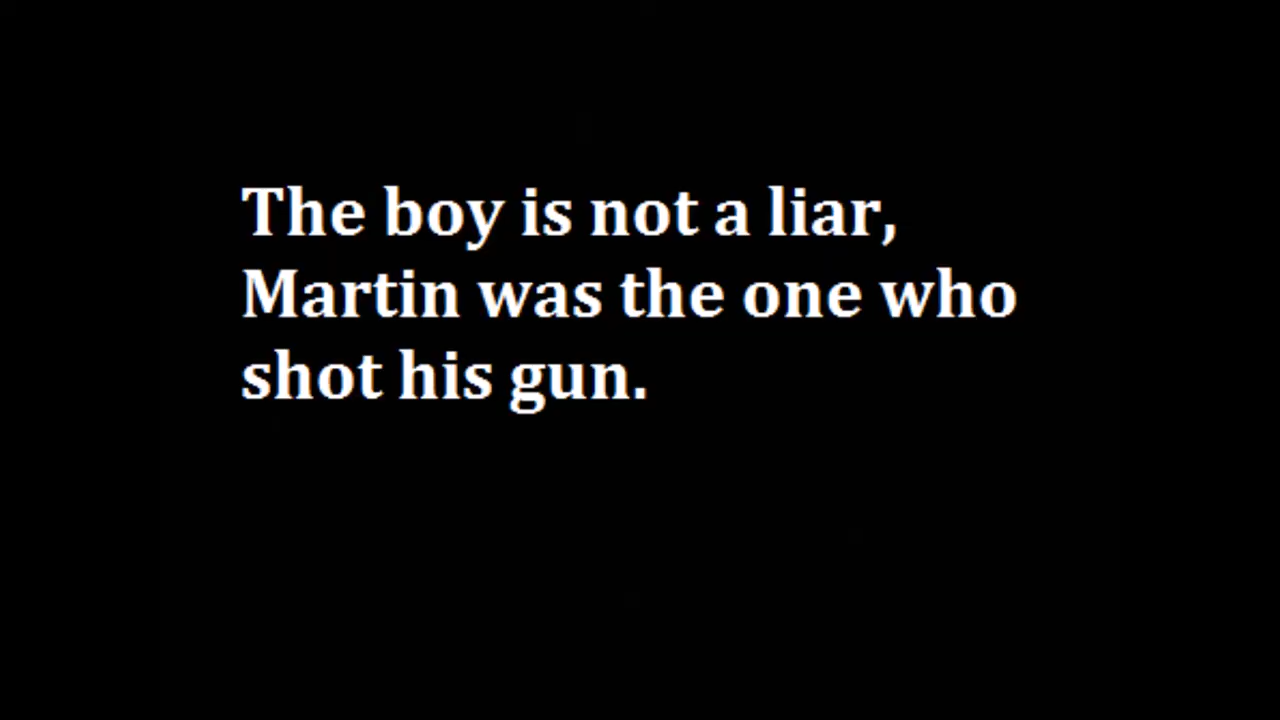 The boy is not a liar,
Martin was the one who
shot his gun.